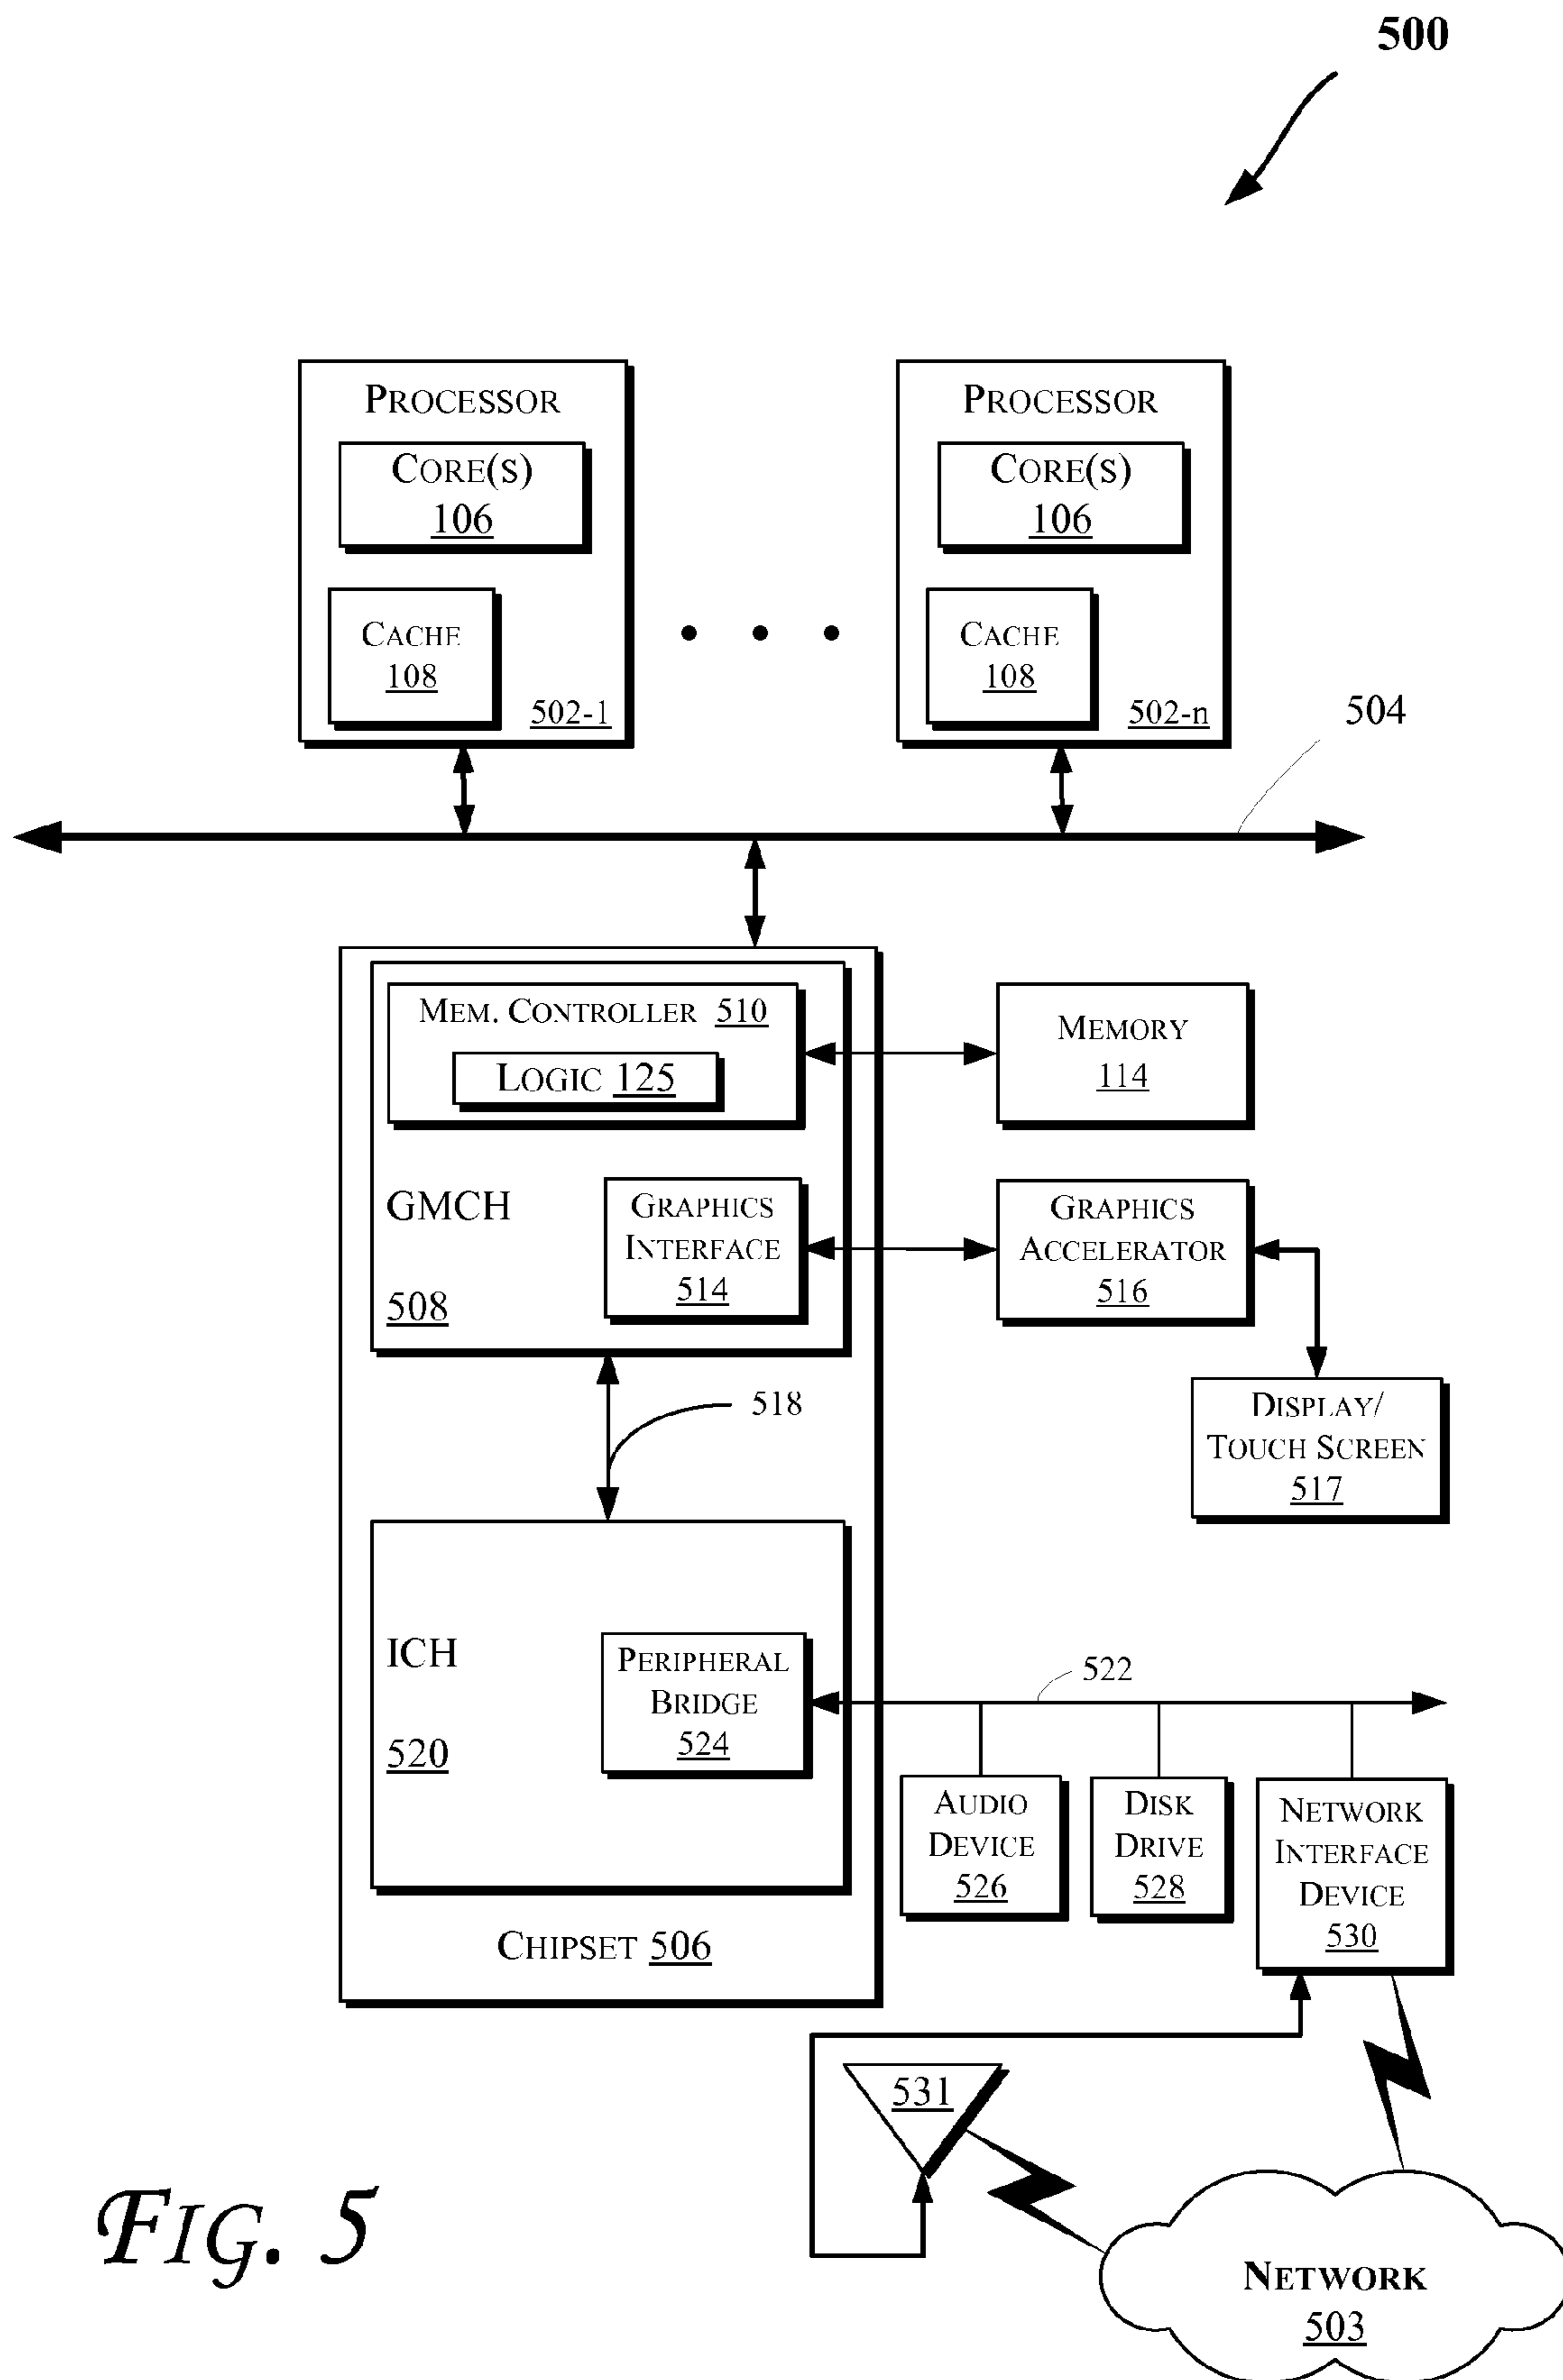 500
PROCESSOR
CORE(S)
106
CACHE
108
502-1
PROCESSOR
CORE(S)
106
CACHE
108
502-n
504
MEM. CONTROLLER 510
LOGIC 125
MEMORY
114
GMCH
508
GRAPHICS
INTERFACE
514
GRAPHICS
ACCELERATOR
516
518
DISPLAY/
TOUCH SCREEN
517
ICH
520
PERIPHERAL
BRIDGE
524
522
AUDIO
DEVICE
526
DISK
DRIVE
528
NETWORK
INTERFACE
DEVICE
530
CHIPSET 506
531
NETWORK
503
FIG. 5